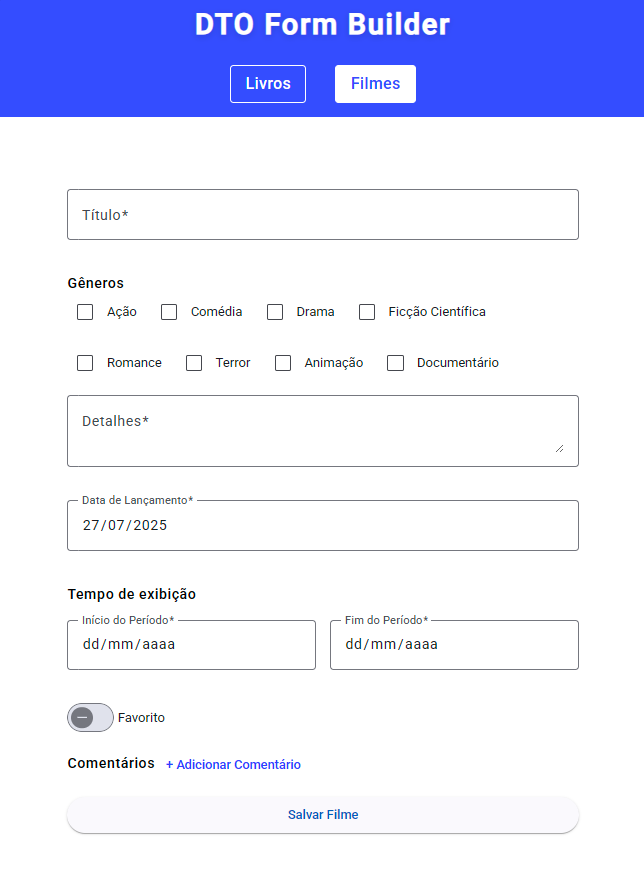 DTO Form Builder
Livros Filmes
Título*
Gêneros
Ação Comédia Drama Ficção Científica
Romance Terror Animação Documentário
Detalhes*
Data de Lançamento*
27/07/2025
Tempo de exibição
Início do Período* Fim do Período*
dd/mm/aaaa dd/mm/aaaa
Favorito
Comentários + Adicionar Comentário
Salvar Filme